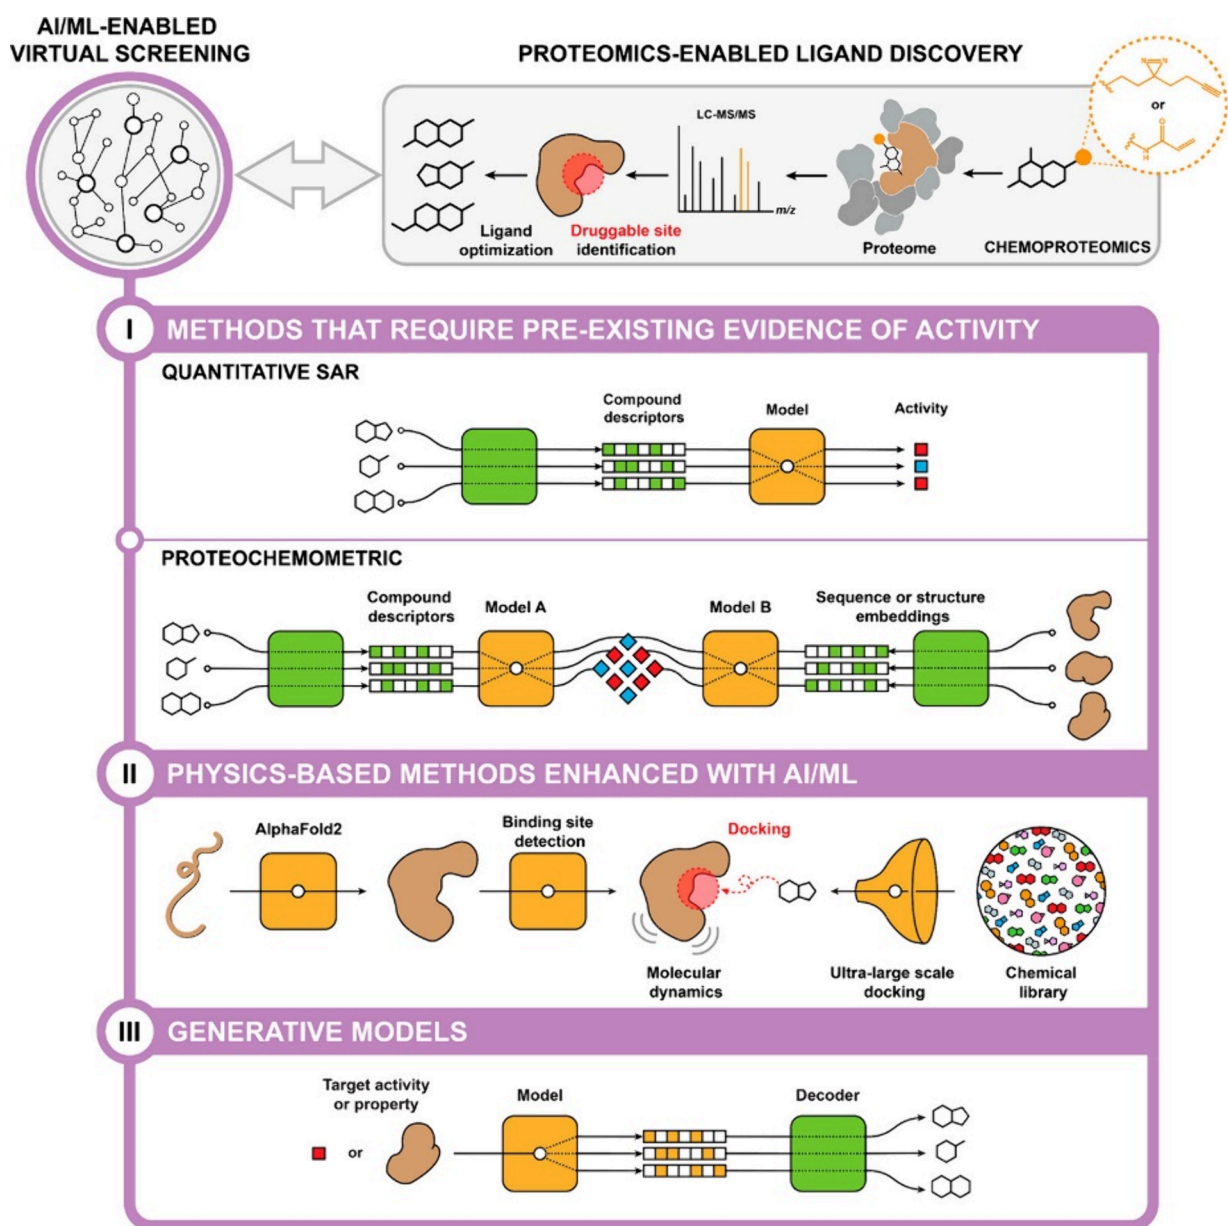 AI/ML-ENABLED
VIRTUAL SCREENING
PROTEOMICS-ENABLED LIGAND DISCOVERY
N=N
or
N
H
O
LC-MS/MS
m/z
Ligand
optimization
Druggable site
identification
Proteome
CHEMOPROTEOMICS
I
METHODS THAT REQUIRE PRE-EXISTING EVIDENCE OF ACTIVITY
QUANTITATIVE SAR
Compound
descriptors
Model
Activity
PROTEOCHEMOMETRIC
Compound
descriptors
Model A
Model B
Sequence or structure
embeddings
II
PHYSICS-BASED METHODS ENHANCED WITH AI/ML
AlphaFold2
Binding site
detection
Docking
Molecular
dynamics
Ultra-large scale
docking
Chemical
library
III
GENERATIVE MODELS
Target activity
or property
or
Model
Decoder